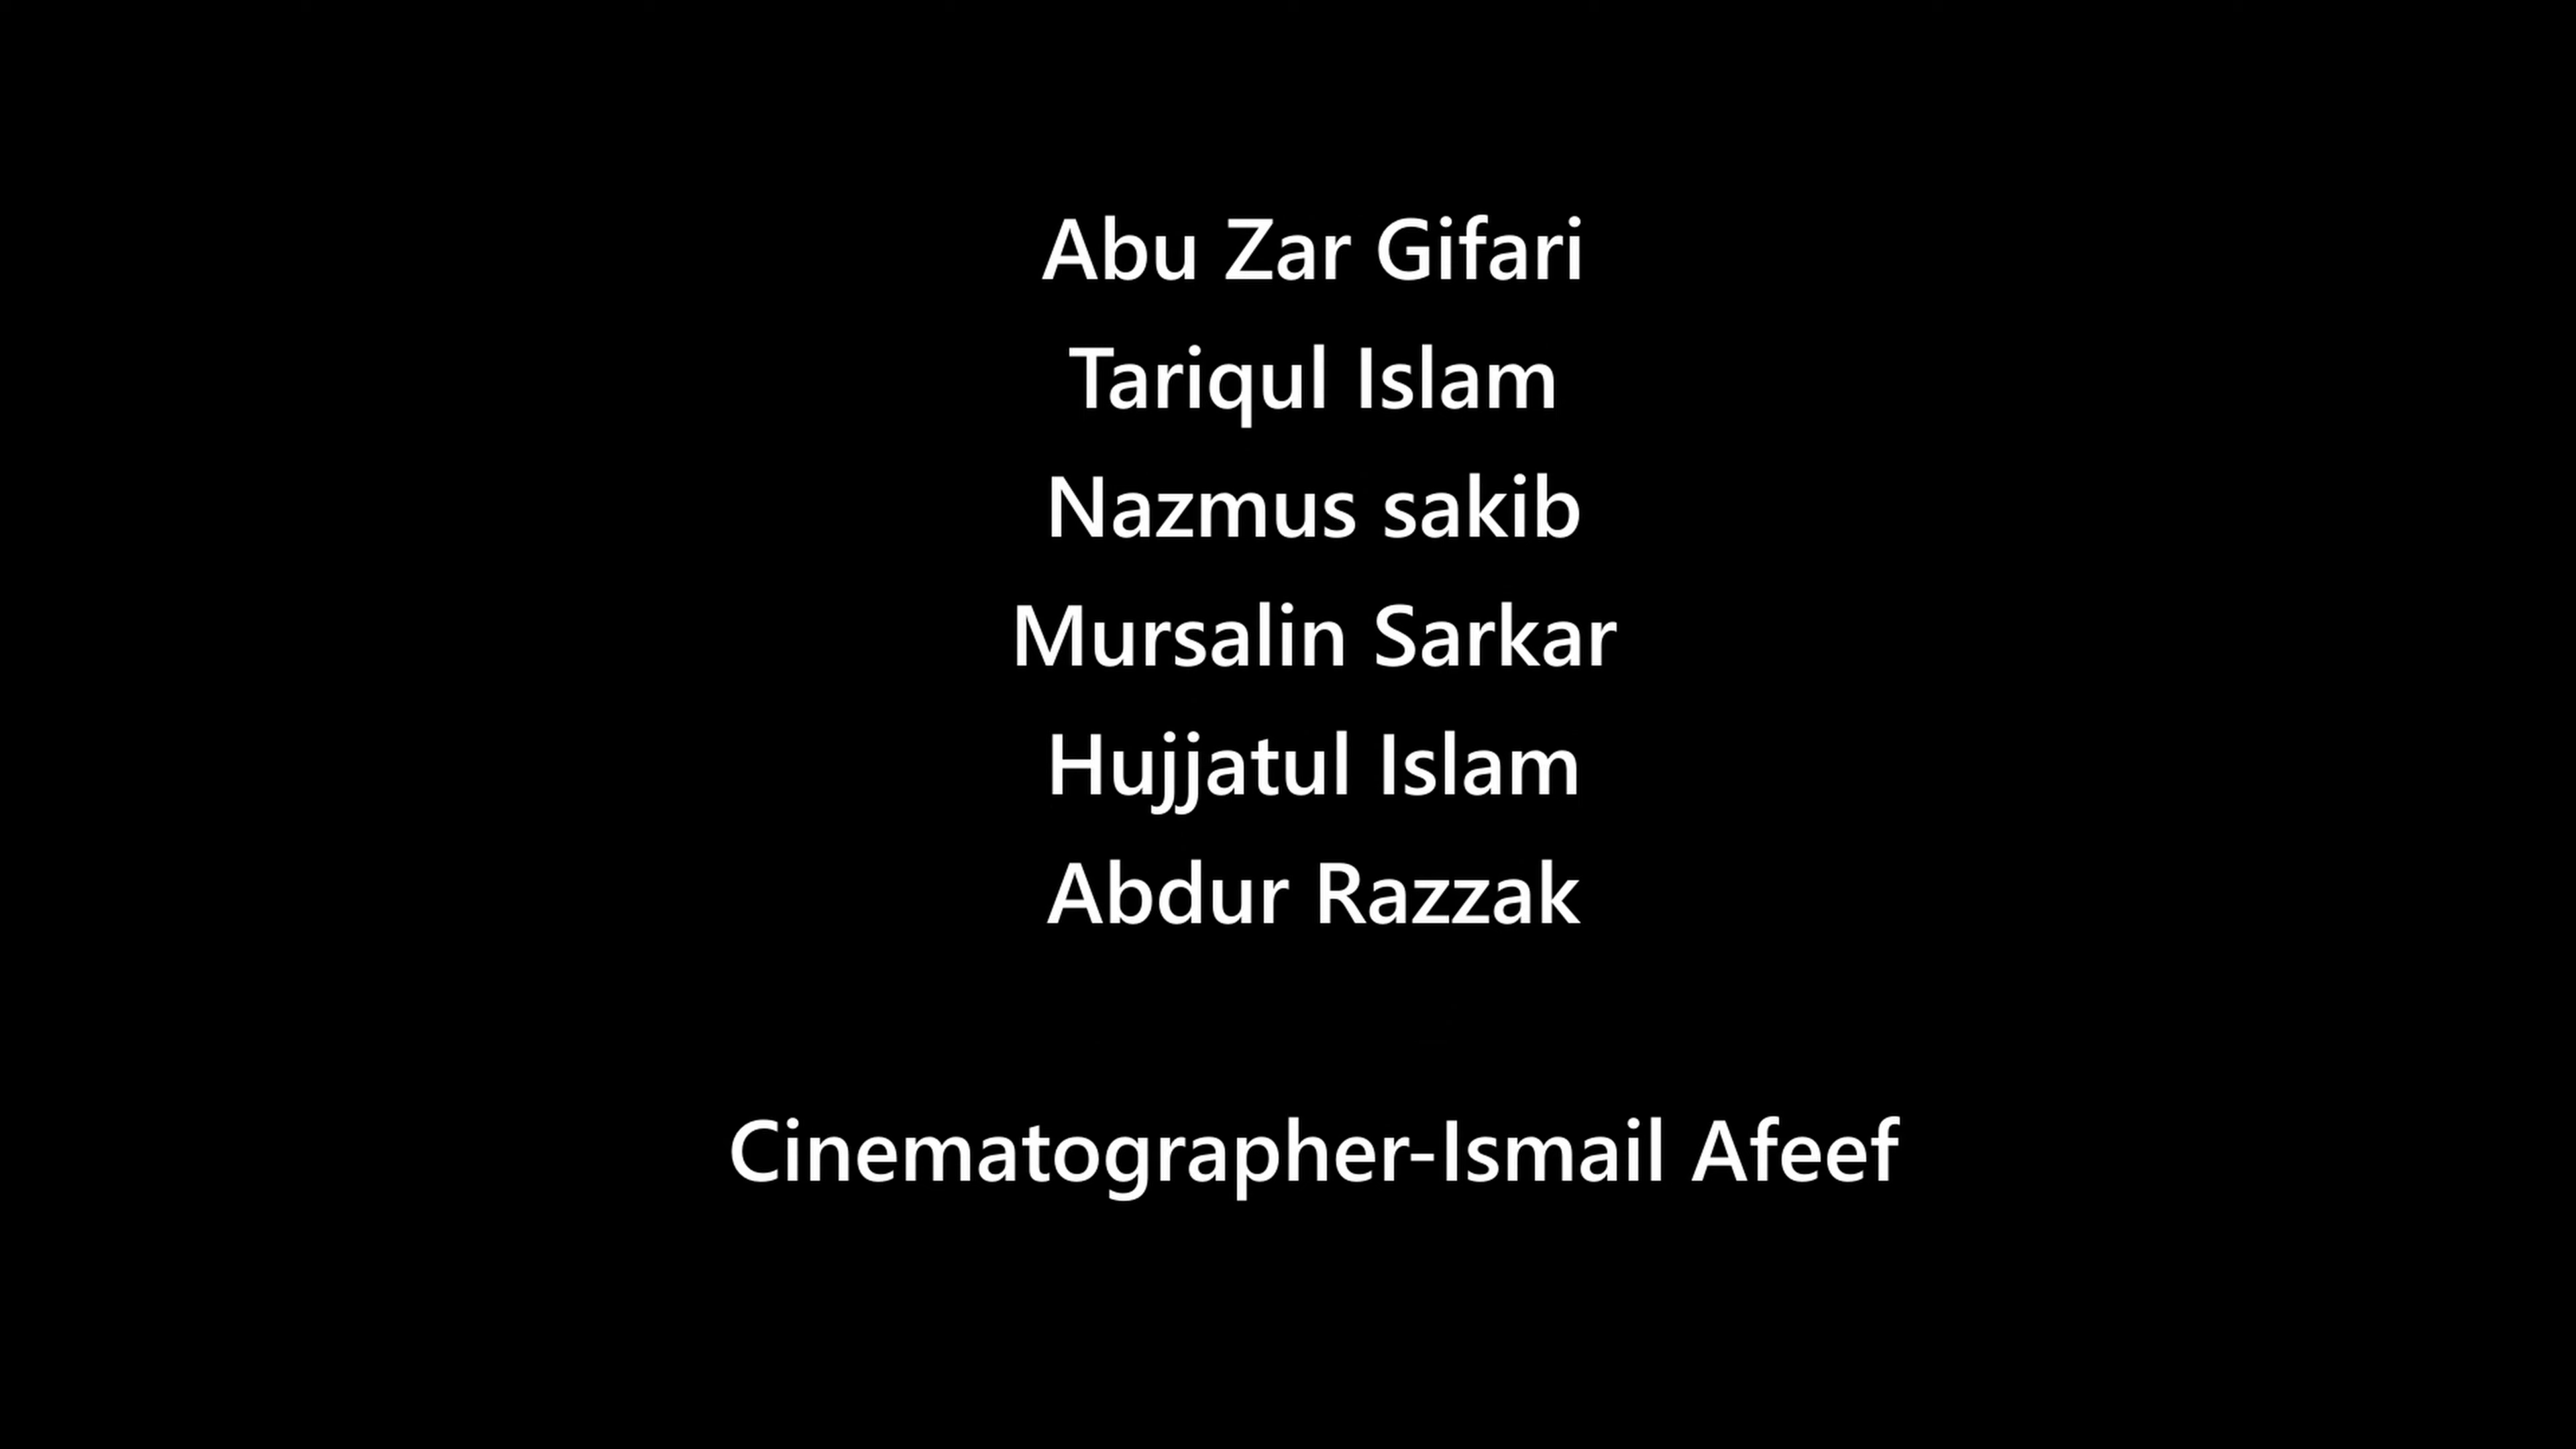 Abu Zar Gifari
Tariqul Islam
Nazmus sakib
Mursalin Sarkar
Hujjatul Islam
Abdur Razzak
Cinematographer-Ismail Afeef